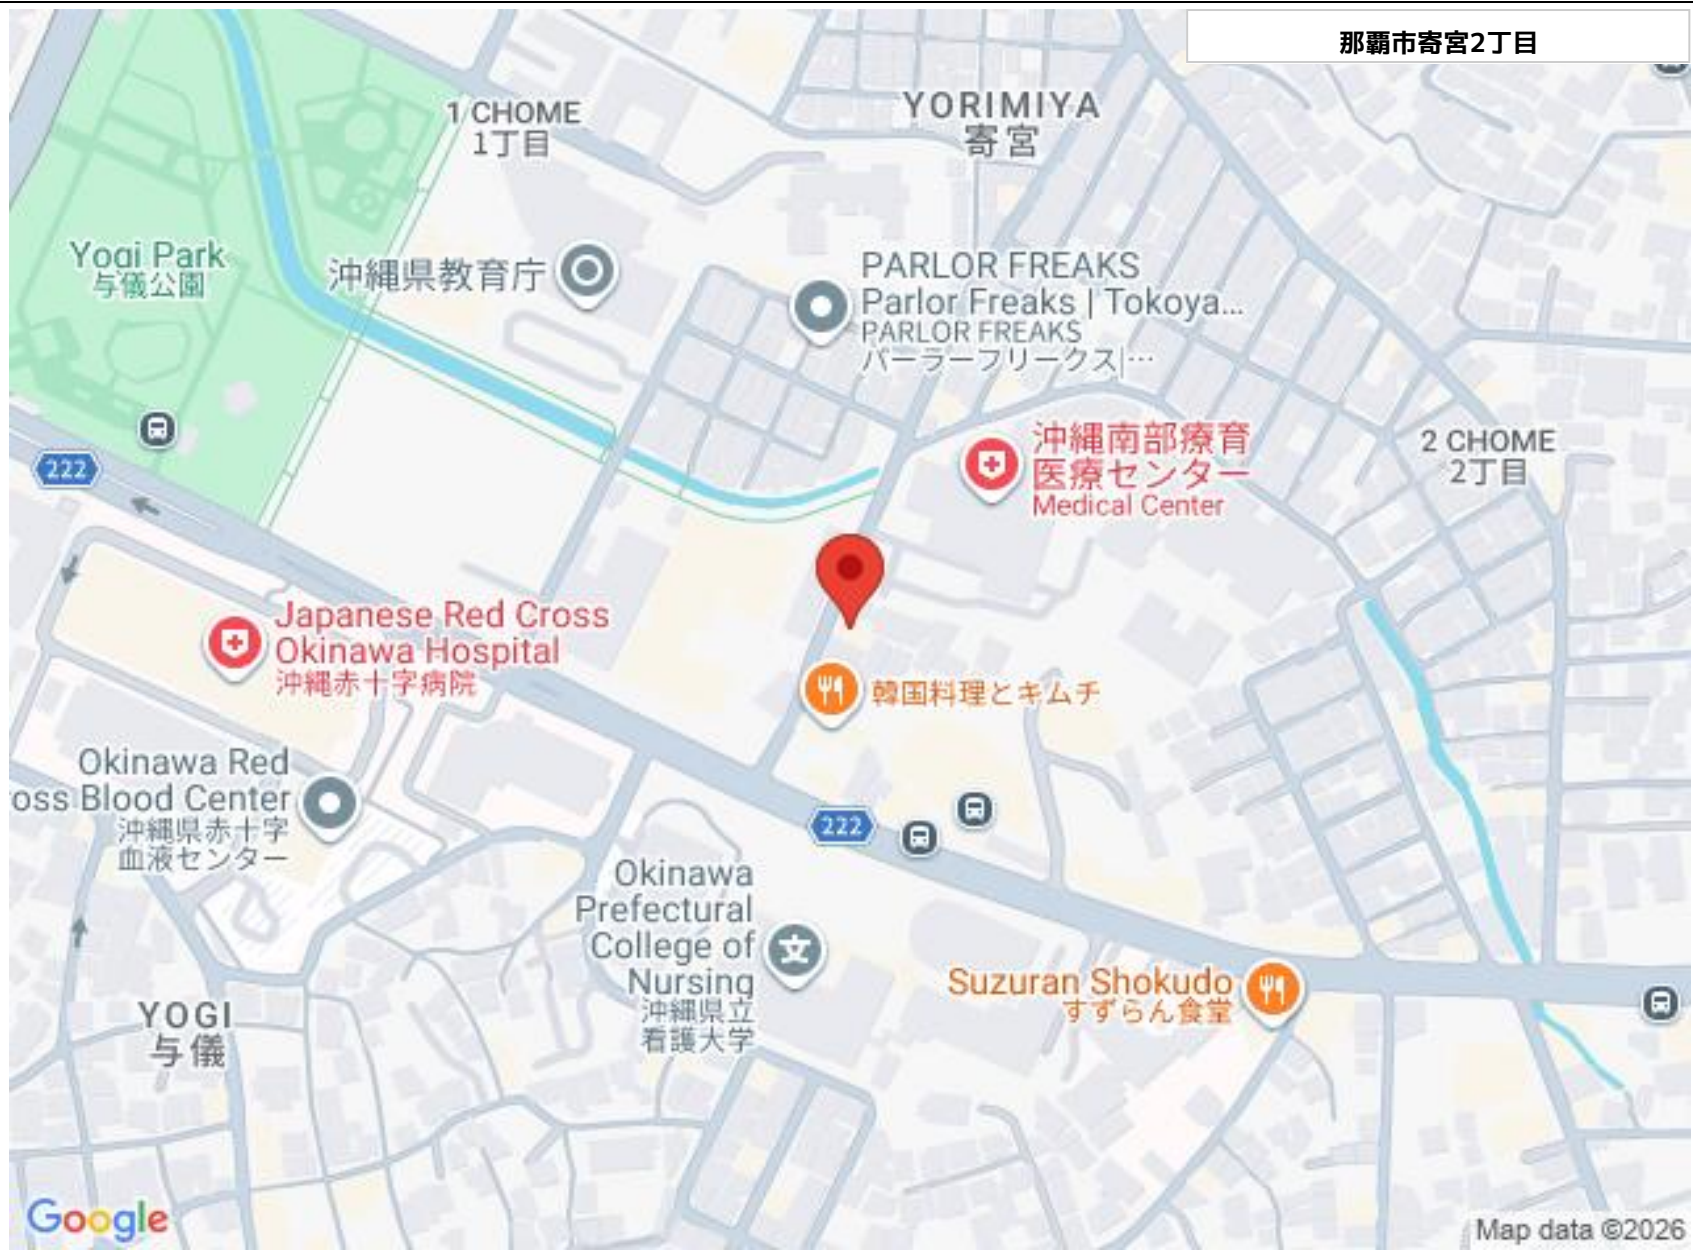 那覇市寄宮2丁目
1 CHOME
1丁目
YORIMIYA
寄宮
Yogi Park
与儀公園
沖縄県教育庁
PARLOR FREAKS
Parlor Freaks | Tokoya...
PARLOR FREAKS
パーラーフリークス|…
222
沖縄南部療育
医療センター
Medical Center
2 CHOME
2丁目
Japanese Red Cross
Okinawa Hospital
沖縄赤十字病院
韓国料理とキムチ
Okinawa Red
oss Blood Center
沖縄県赤十字
血液センター
222
Okinawa
Prefectural
College of
Nursing
沖縄県立
看護大学
文
Suzuran Shokudo
すずらん食堂
YOGI
与儀
Google
Map data ©2026